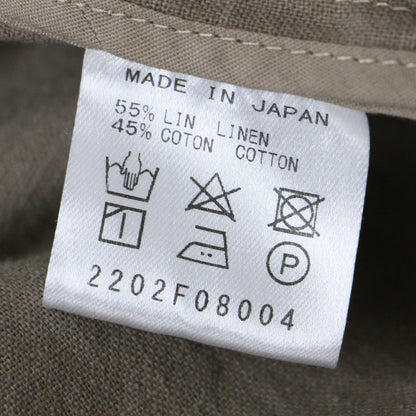 MADE IN JAPAN
55% LIN LINEN
45% COTON COTTON
P
2202F08004